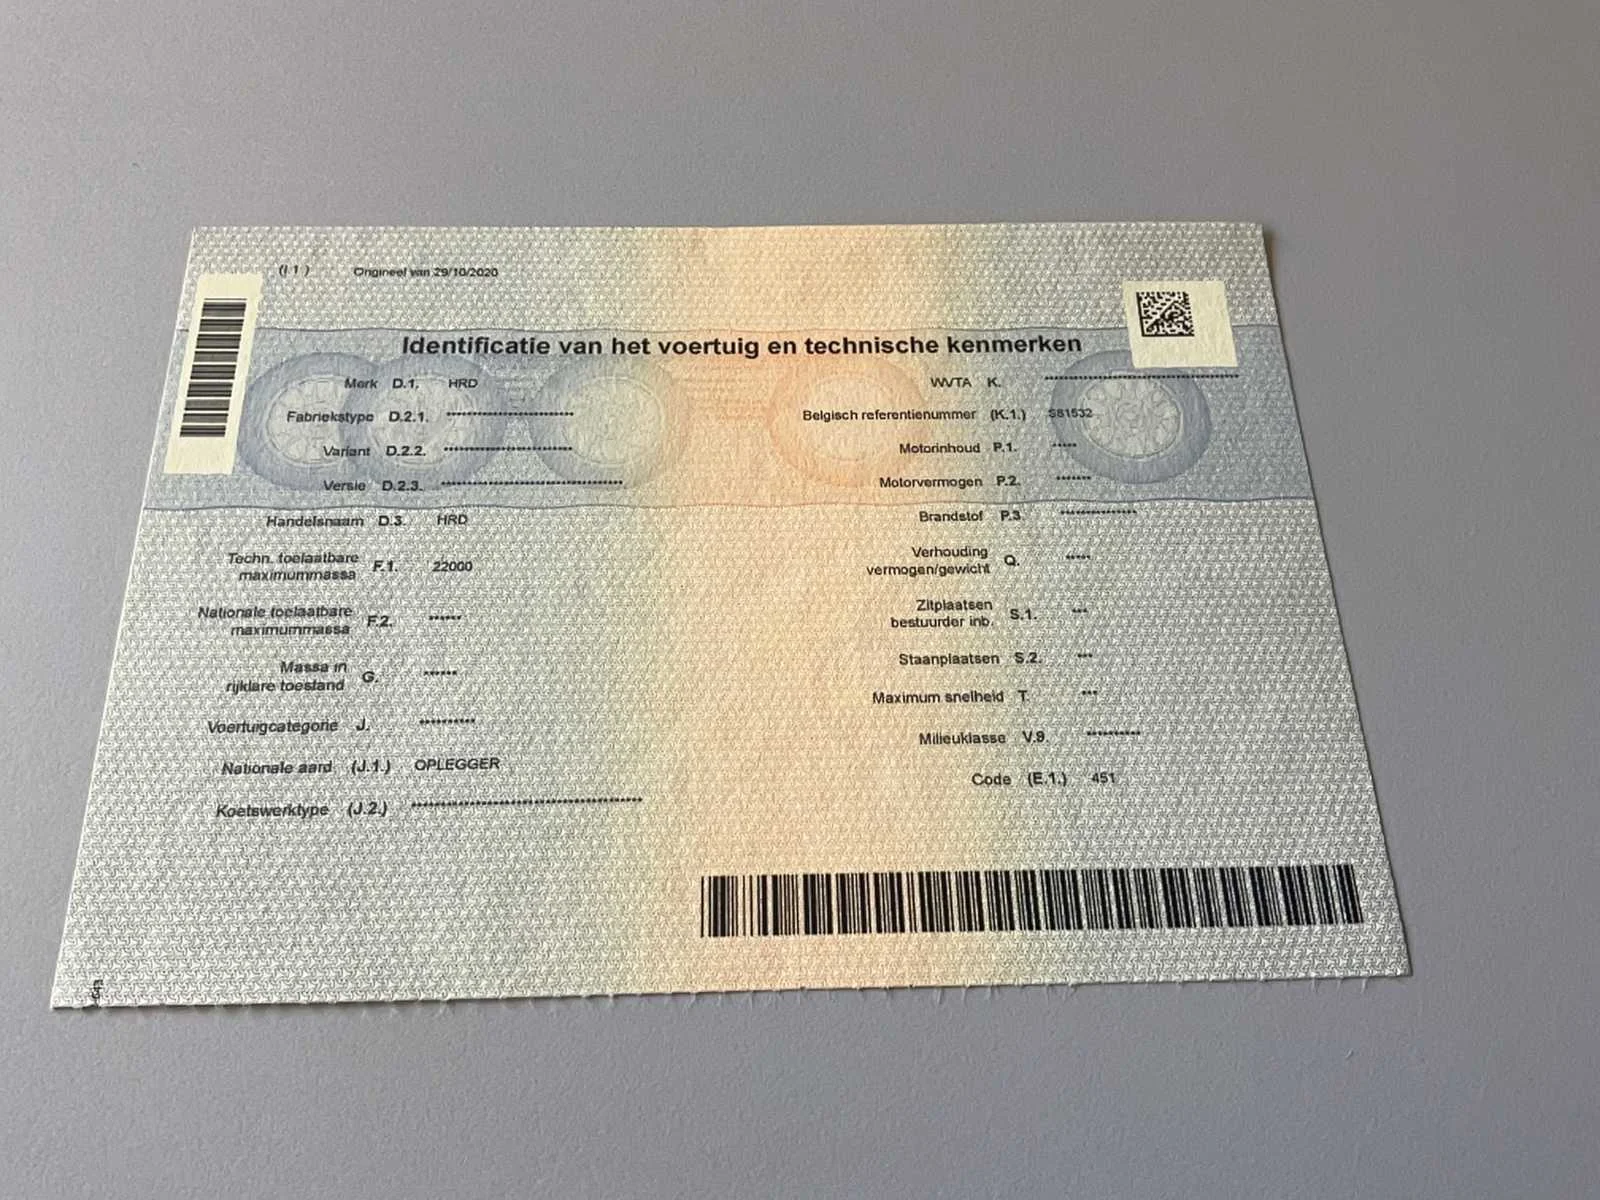 (I.1) Origineel van 29/10/2020
Identificatie van het voertuig en technische kenmerken
Merk D.1. HRD
Fabriekstype D.2.1. ********************
Variant D.2.2. ********************
Versie D.2.3. ****************************
Handelsnaam D.3. HRD
Techn. toelaatbare
maximummassa F.1. 22000
Nationale toelaatbare
maximummassa F.2. ******
Massa in
rijklare toestand G. ******
Voertuigcategorie J. **********
Nationale aard (J.1.) OPLEGGER
Koetswerktype (J.2.) ****************************************
WVTA K. ***********************************
Belgisch referentienummer (K.1.) S81532
Motorinhoud P.1. *****
Motorvermogen P.2. *******
Brandstof P.3. ***************
Verhouding
vermogen/gewicht Q. *****
Zitplaatsen
bestuurder inb. S.1. ***
Staanplaatsen S.2. ***
Maximum snelheid T. ***
Milieuklasse V.9. **********
Code (E.1.) 451